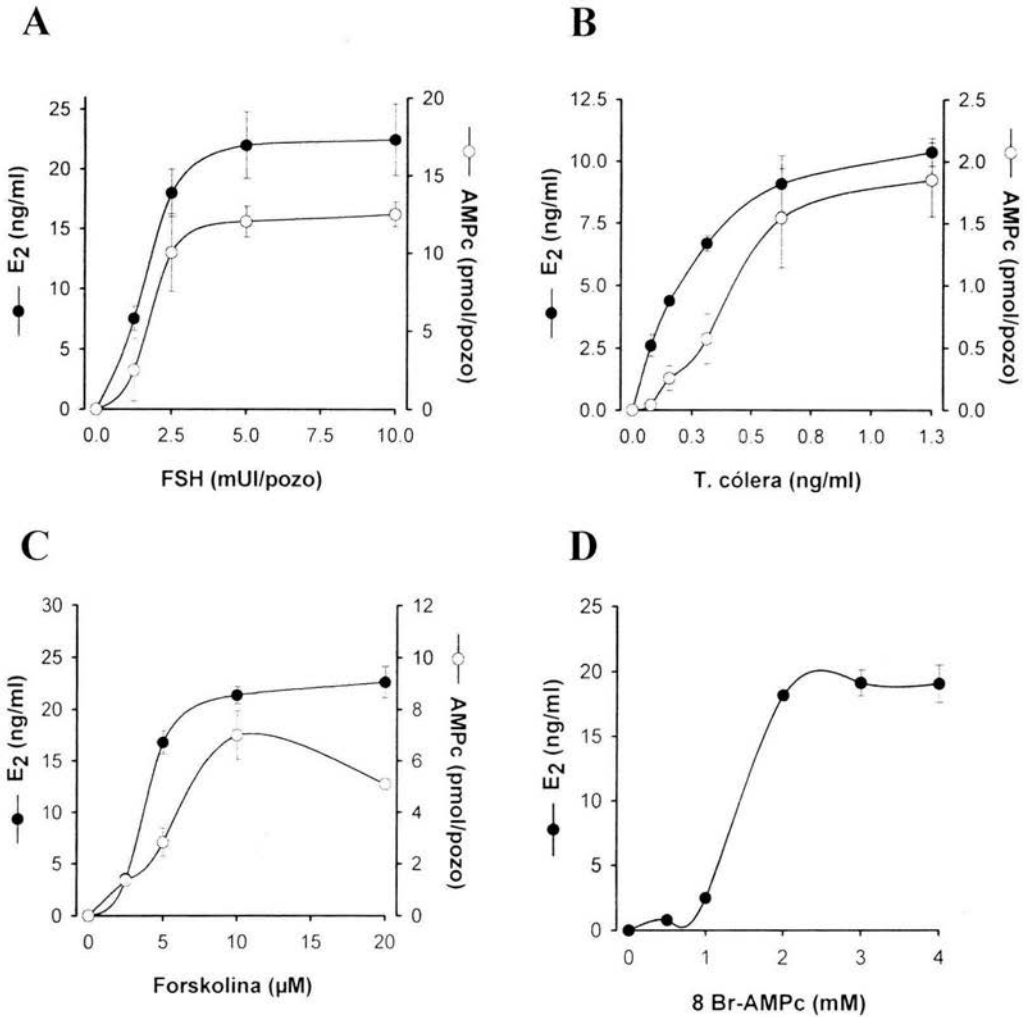 A
25
20
15
10
5
0
E2 (ng/ml)
20
15
10
5
0
AMPc (pmol/pozo)
0.0 2.5 5.0 7.5 10.0
FSH (mUI/pozo)
B
12.5
10.0
7.5
5.0
2.5
0.0
E2 (ng/ml)
2.5
2.0
1.5
1.0
0.5
0.0
AMPc (pmol/pozo)
0.0 0.3 0.5 0.8 1.0 1.3
T. cólera (ng/ml)
C
30
25
20
15
10
5
0
E2 (ng/ml)
12
10
8
6
4
2
0
AMPc (pmol/pozo)
0 5 10 15 20
Forskolina (µM)
D
25
20
15
10
5
0
E2 (ng/ml)
0 1 2 3 4
8 Br-AMPc (mM)